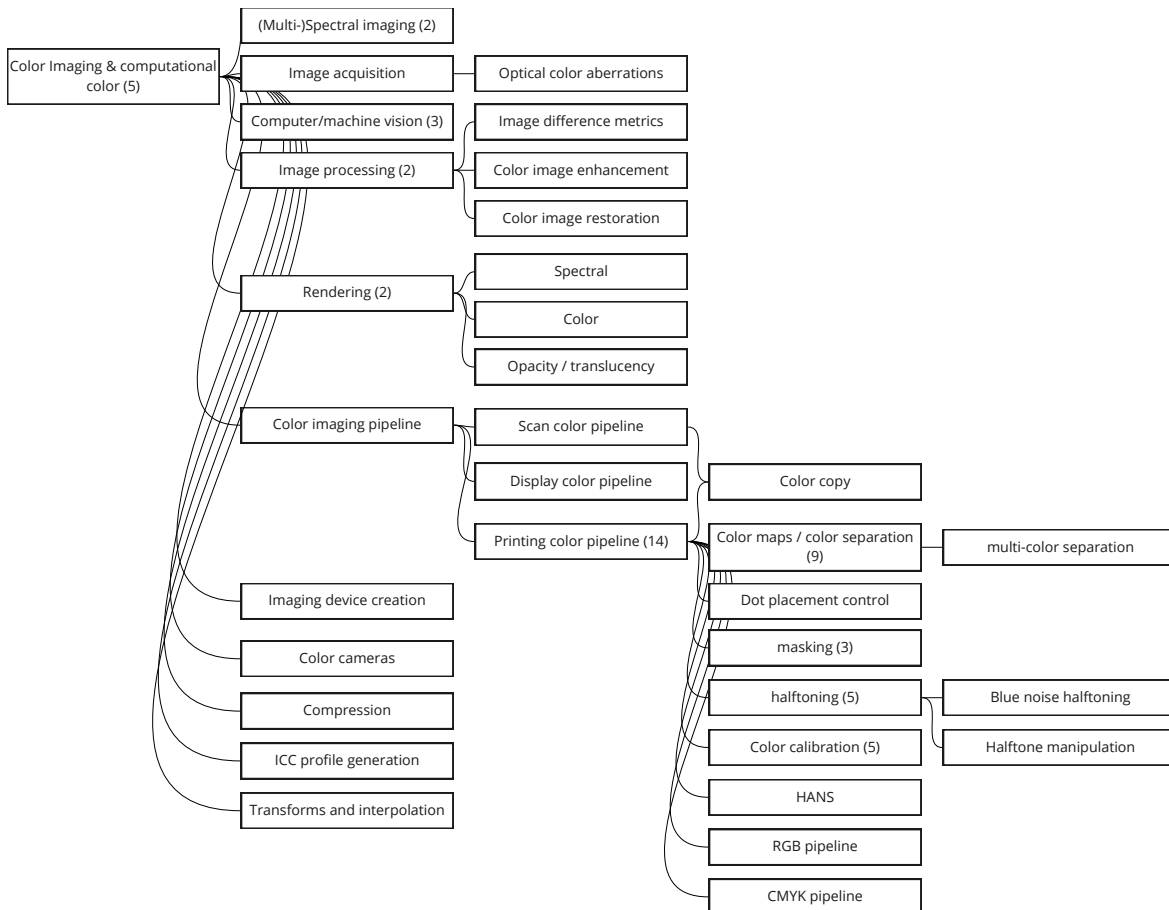 (Multi-)Spectral imaging (2)
Color Imaging & computational
color (5)
Image acquisition
Optical color aberrations
Computer/machine vision (3)
Image difference metrics
Image processing (2)
Color image enhancement
Color image restoration
Spectral
Rendering (2)
Color
Opacity / translucency
Color imaging pipeline
Scan color pipeline
Display color pipeline
Color copy
Printing color pipeline (14)
Color maps / color separation
(9)
multi-color separation
Imaging device creation
Dot placement control
Color cameras
masking (3)
Compression
halftoning (5)
Blue noise halftoning
ICC profile generation
Color calibration (5)
Halftone manipulation
Transforms and interpolation
HANS
RGB pipeline
CMYK pipeline